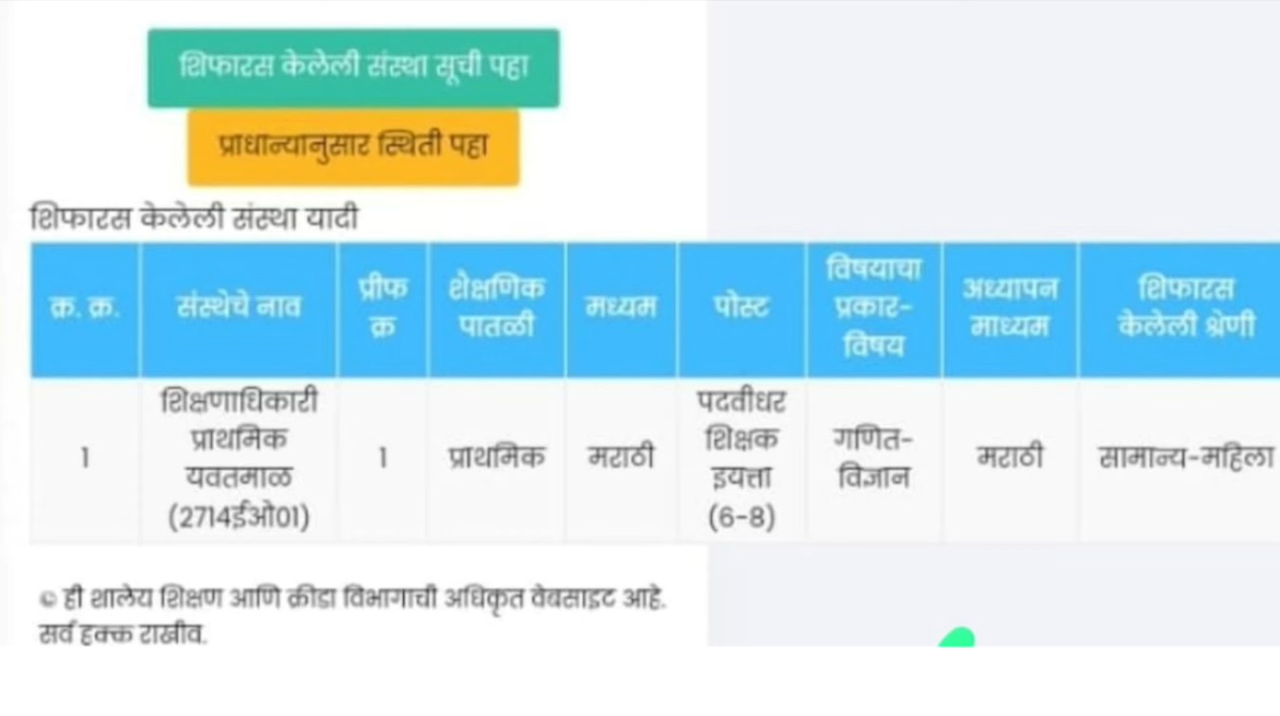 शिफारस केलेली संस्था सूची पहा
प्राधान्यानुसार स्थिती पहा
शिफारस केलेली संस्था यादी
क्र. क्र.
संस्थेचे नाव
प्रीफ
क्र
शैक्षणिक
पातळी
मध्यम
पोस्ट
विषयाचा
प्रकार-
विषय
अध्यापन
माध्यम
शिफारस
केलेली श्रेणी
1
शिक्षणाधिकारी
प्राथमिक
यवतमाळ
(2714ईओ01)
1
प्राथमिक
मराठी
पदवीधर
शिक्षक
इयत्ता
(6-8)
गणित-
विज्ञान
मराठी
सामान्य-महिला
© ही शालेय शिक्षण आणि क्रीडा विभागाची अधिकृत वेबसाइट आहे.
सर्व हक्क राखीव.